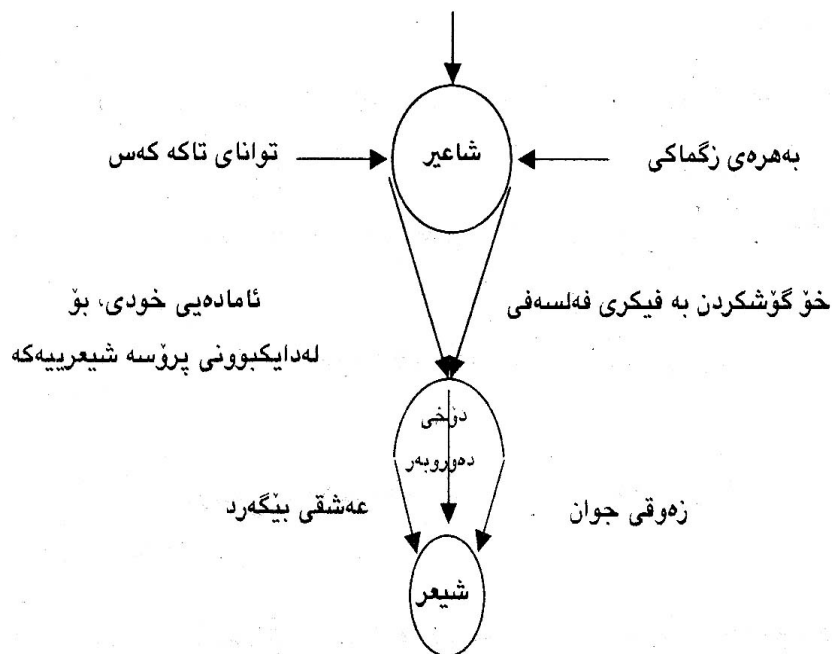 شاعیر
بەهرەی زگماکی
توانای تاکە کەس
خۆ گۆشکردن بە فیکری فەلسەفی
ئامادەیی خودی، بۆ
لەدایکبوونی پرۆسە شیعرییەکە
دۆخی
دەوروبەر
زەوقی جوان
عەشقی بێگەرد
شیعر